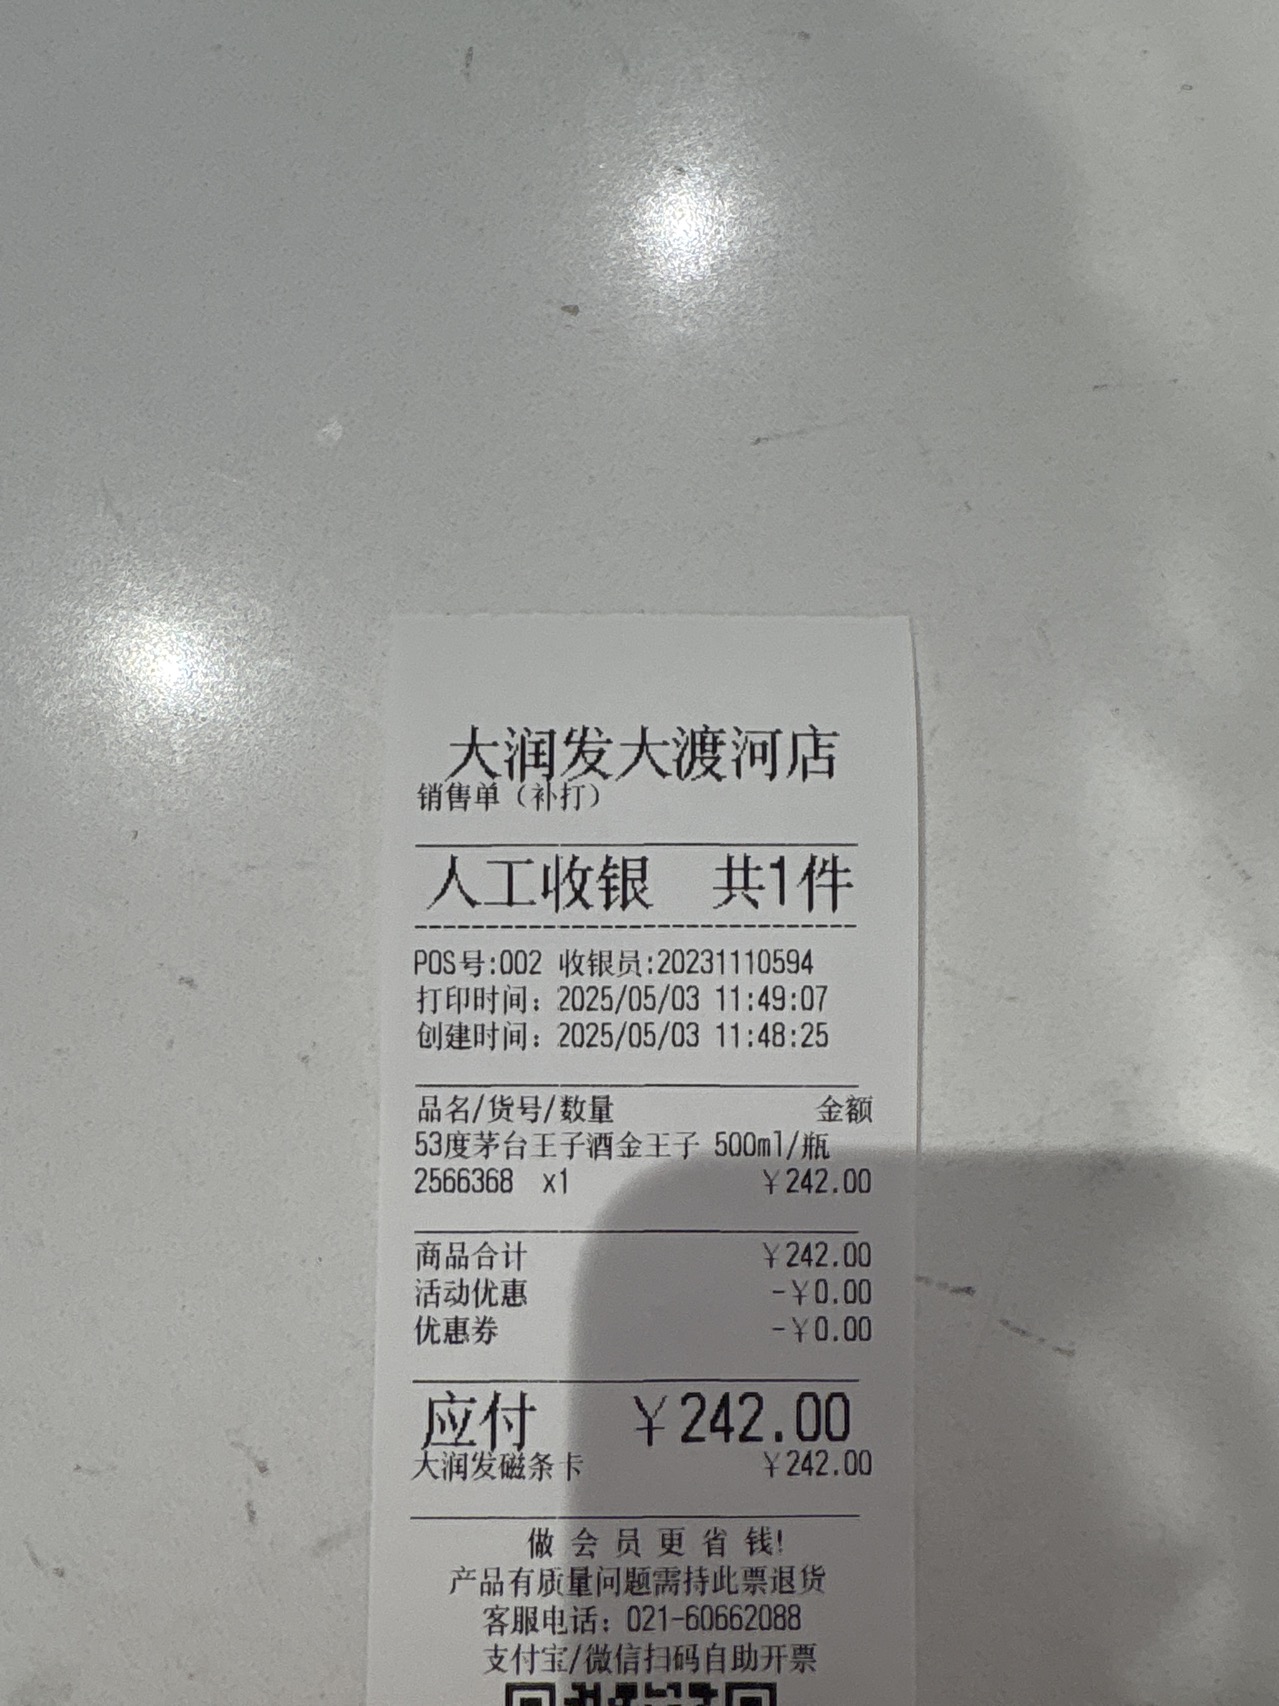 大润发大渡河店
销售单（补打）
人工收银 共1件
POS号:002 收银员:20231110594
打印时间：2025/05/03 11:49:07
创建时间：2025/05/03 11:48:25
品名/货号/数量 金额
53度茅台王子酒金王子 500ml/瓶
2566368 x1 ￥242.00
商品合计 ￥242.00
活动优惠 -￥0.00
优惠券 -￥0.00
应付 ￥242.00
大润发磁条卡 ￥242.00
做 会 员 更 省 钱!
产品有质量问题需持此票退货
客服电话：021-60662088
支付宝/微信扫码自助开票